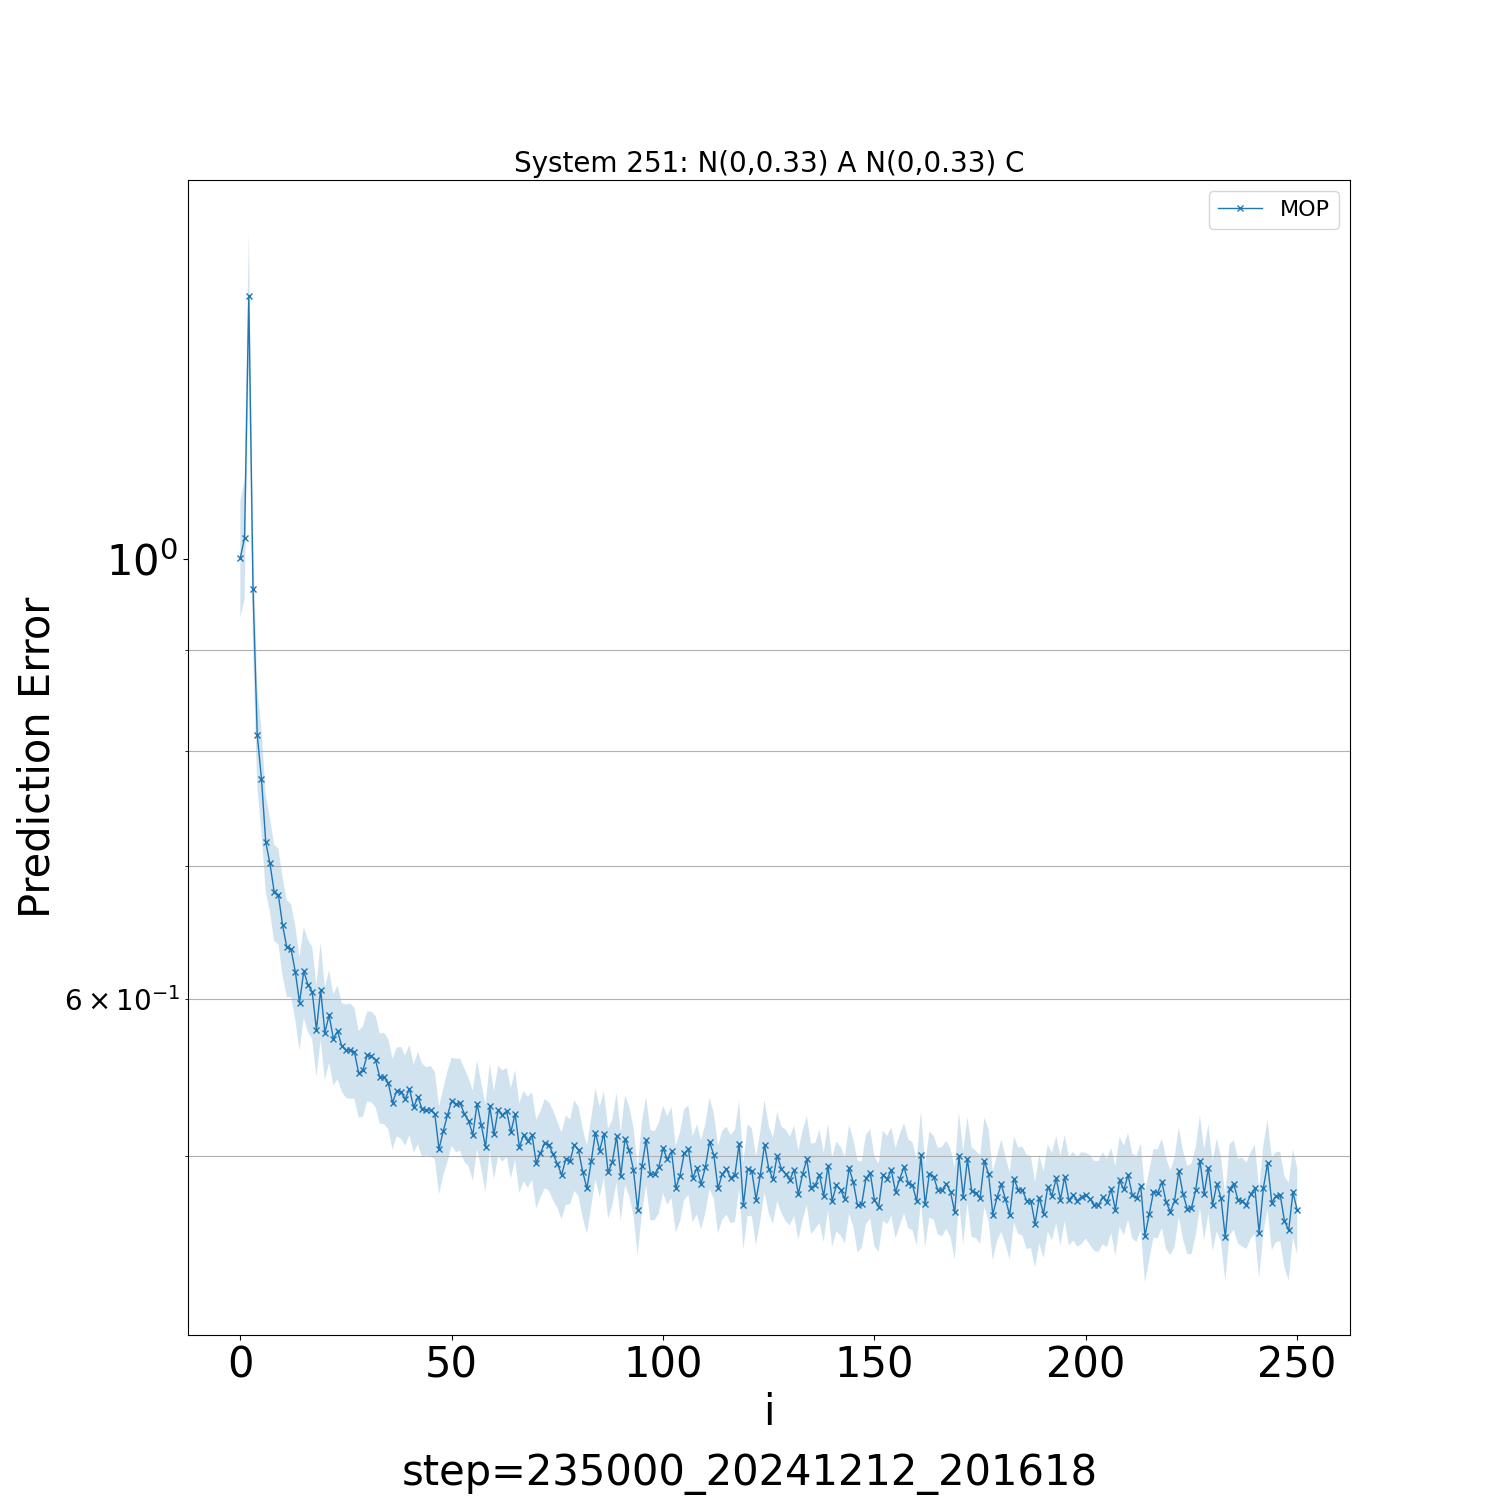 System 251: N(0,0.33) A N(0,0.33) C
MOP
10⁰
6 × 10⁻¹
Prediction Error
0 50 100 150 200 250
i
step=235000_20241212_201618